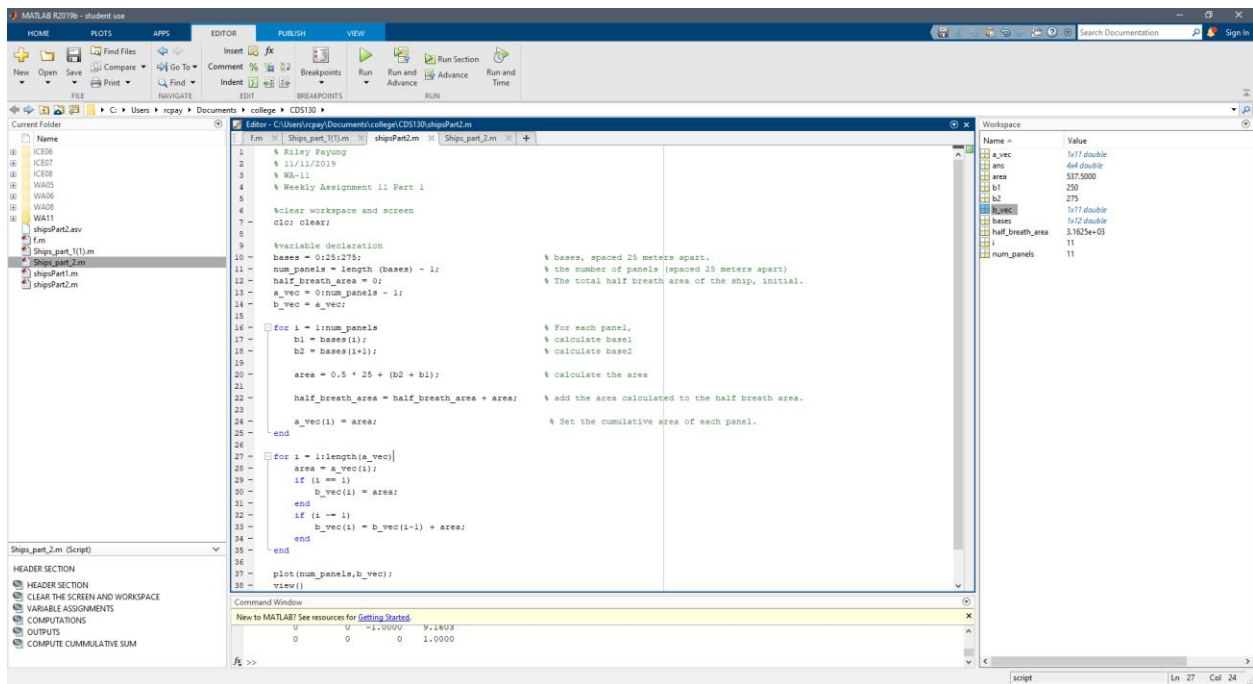 MATLAB R2019b - student use
HOME PLOTS APPS EDITOR PUBLISH VIEW Search Documentation Sign In
Find Files Insert fx Run Section
New Open Save Compare Go To Comment Breakpoints Run Run and Advance Advance Run and Time
Print Find Indent
FILE NAVIGATE EDIT BREAKPOINTS RUN
C: Users rcpay Documents college CDS130
Current Folder
Name
ICE06
ICE07
ICE08
WA05
WA06
WA08
WA11
shipsPart2.asv
f.m
Ships_part_1(1).m
Ships_part_2.m
shipsPart1.m
shipsPart2.m
Ships_part_2.m (Script)
HEADER SECTION
HEADER SECTION
CLEAR THE SCREEN AND WORKSPACE
VARIABLE ASSIGNMENTS
COMPUTATIONS
OUTPUTS
COMPUTE CUMMULATIVE SUM
Editor - C:\Users\rcpay\Documents\college\CDS130\shipsPart2.m
f.m Ships_part_1(1).m shipsPart2.m Ships_part_2.m +
1 % Riley Payung
2 % 11/11/2019
3 % WA-11
4 % Weekly Assignment 11 Part 1
5
6 %clear workspace and screen
7 - clc; clear;
8
9 %variable declaration
10 - bases = 0:25:275; % bases, spaced 25 meters apart.
11 - num_panels = length (bases) - 1; % the number of panels (spaced 25 meters apart)
12 - half_breath_area = 0; % The total half breath area of the ship, initial.
13 - a_vec = 0:num_panels - 1;
14 - b_vec = a_vec;
15
16 - for i = 1:num_panels % For each panel,
17 - b1 = bases(i); % calculate base1
18 - b2 = bases(i+1); % calculate base2
19
20 - area = 0.5 * 25 + (b2 + b1); % calculate the area
21
22 - half_breath_area = half_breath_area + area; % add the area calculated to the half breath area.
23
24 - a_vec(i) = area; % Set the cumulative area of each panel.
25 - end
26
27 - for i = 1:length(a_vec)
28 - area = a_vec(i);
29 - if (i == 1)
30 - b_vec(i) = area;
31 - end
32 - if (i ~= 1)
33 - b_vec(i) = b_vec(i-1) + area;
34 - end
35 - end
36
37 - plot(num_panels,b_vec);
38 - view()
Command Window
New to MATLAB? See resources for Getting Started.
0 0 -1.0000 9.1603
0 0 0 1.0000
fx >>
Workspace
Name Value
a_vec 1x11 double
ans 4x4 double
area 537.5000
b1 250
b2 275
b_vec 1x11 double
bases 1x12 double
half_breath_area 3.1625e+03
i 11
num_panels 11
script Ln 27 Col 24